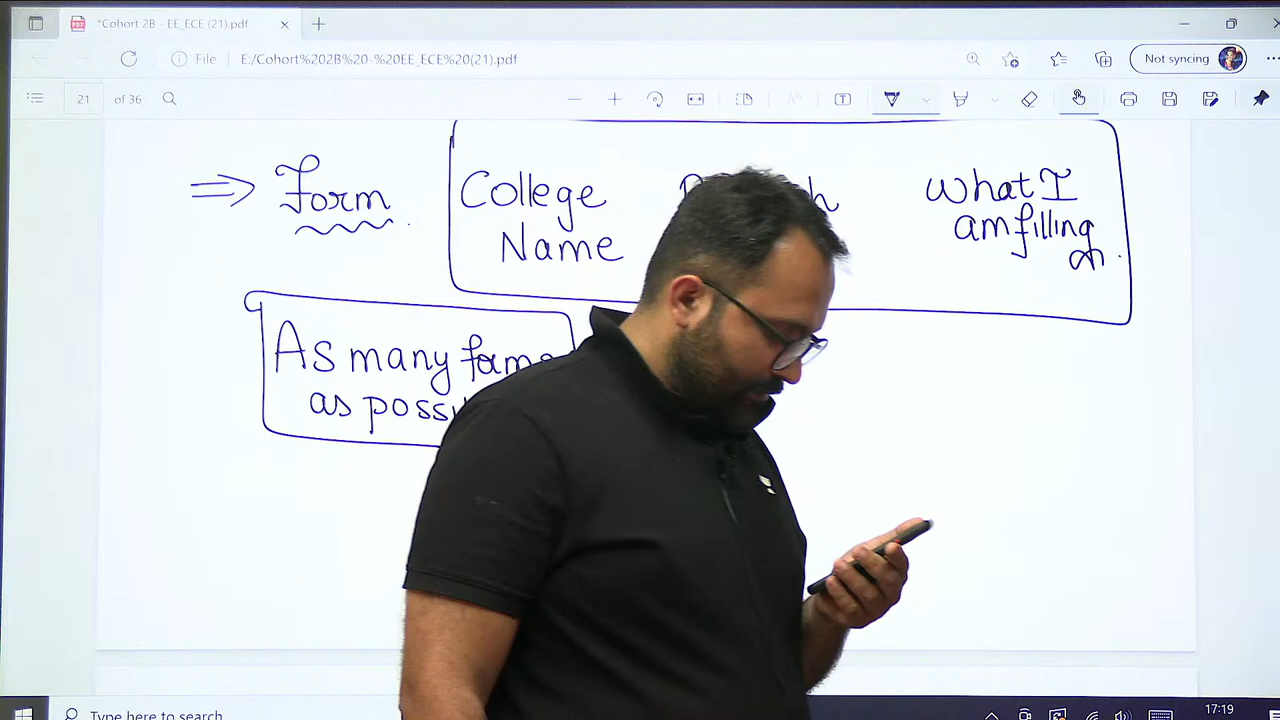 *Cohort 2B - EE_ECE (21).pdf
File E:/Cohort%202B%20-%20EE_ECE%20(21).pdf
Not syncing
21 of 36
⇒ Form
College Name
What I am filling
As many forms
as
Type here to search
17:19